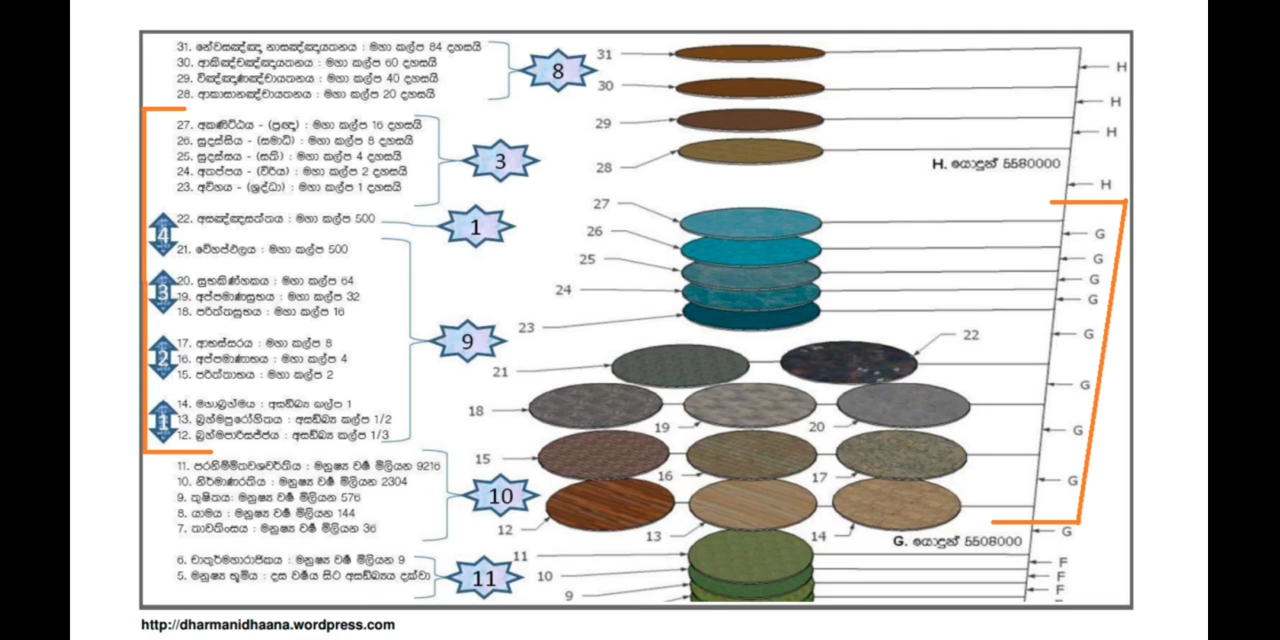 31. නේවසඤ්ඤා නාසඤ්ඤායතනය : මහා කල්ප 84 දහසයි
30. ආකිඤ්චඤ්ඤායතනය : මහා කල්ප 60 දහසයි
29. විඤ්ඤාණඤ්චායතනය : මහා කල්ප 40 දහසයි
28. ආකාසානඤ්චායතනය : මහා කල්ප 20 දහසයි
8
27. අකණිට්ඨය - (ප්‍රඥා) : මහා කල්ප 16 දහසයි
26. සුදස්සිය - (සමාධි) : මහා කල්ප 8 දහසයි
25. සුදස්සය - (සති) : මහා කල්ප 4 දහසයි
24. අතප්පය - (විරිය) : මහා කල්ප 2 දහසයි
23. අවිහය - (ශ්‍රද්ධා) : මහා කල්ප 1 දහසයි
3
22. අසඤ්ඤසත්තය : මහා කල්ප 500
1
4
21. වේහප්ඵලය : මහා කල්ප 500
3
20. සුභකිණ්හකය : මහා කල්ප 64
19. අප්පමාණසුභය : මහා කල්ප 32
18. පරිත්තසුභය : මහා කල්ප 16
2
17. ආභස්සරය : මහා කල්ප 8
16. අප්පමාණාභය : මහා කල්ප 4
15. පරිත්තාභය : මහා කල්ප 2
9
1
14. මහාබ්‍රහ්මය : අසඞ්ඛ්‍ය කල්ප 1
13. බ්‍රහ්මපුරෝහිතය : අසඞ්ඛ්‍ය කල්ප 1/2
12. බ්‍රහ්මපාරිසජ්ජය : අසඞ්ඛ්‍ය කල්ප 1/3
11. පරනිම්මිතවශවර්තිය : මනුෂ්‍ය වර්ෂ මිලියන 9216
10. නිර්මාණරතිය : මනුෂ්‍ය වර්ෂ මිලියන 2304
9. තුෂිතය: මනුෂ්‍ය වර්ෂ මිලියන 576
8. යාමය : මනුෂ්‍ය වර්ෂ මිලියන 144
7. තාවතිංසය : මනුෂ්‍ය වර්ෂ මිලියන 36
10
6. චාතුර්මහාරාජිකය : මනුෂ්‍ය වර්ෂ මිලියන 9
5. මනුෂ්‍ය භූමිය : දස වර්ෂය සිට අසඞ්ඛ්‍යය දක්වා
11
31
H
30
H
29
H
28
H. යොදුන් 5580000
H
27
G
26
G
25
G
24
G
23
G
22
21
G
18
19
20
G
15
16
17
G
12
13
14
G. යොදුන් 5508000
G
11
F
10
F
9
F
http://dharmanidhaana.wordpress.com